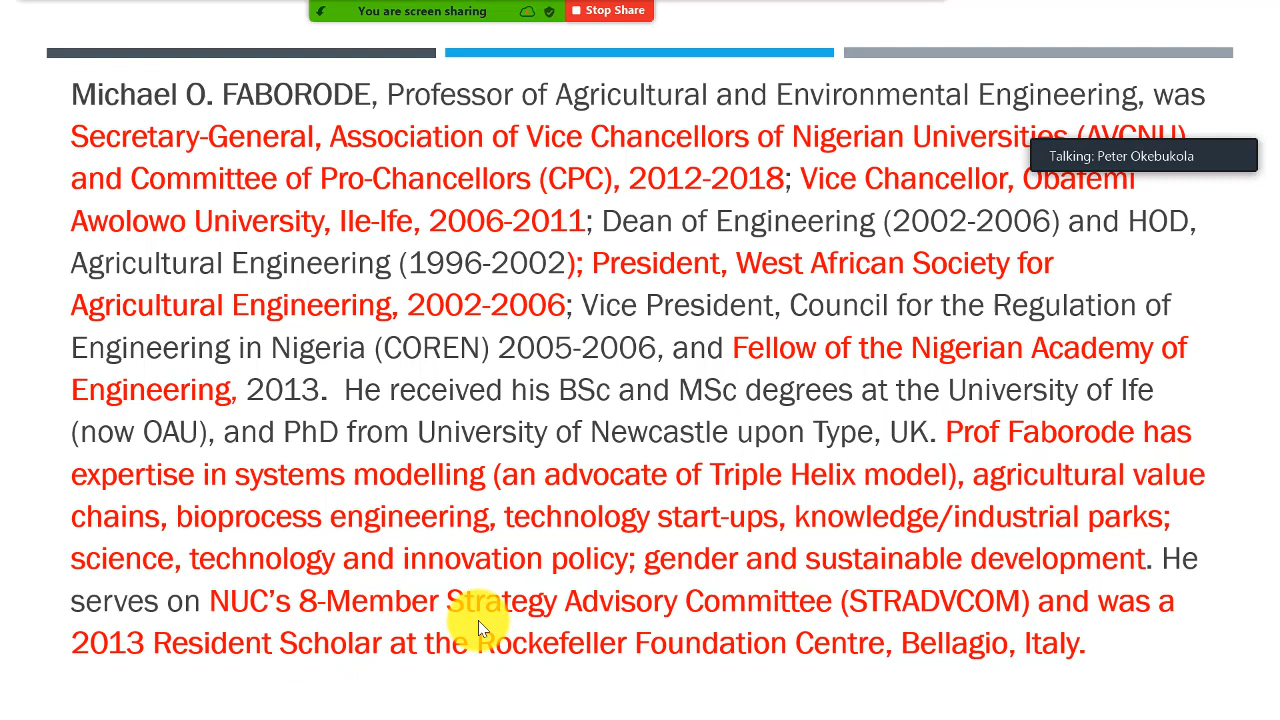 You are screen sharing
Stop Share
Michael O. FABORODE, Professor of Agricultural and Environmental Engineering, was
Secretary-General, Association of Vice Chancellors of Nigerian Universities (AVCNU)
Talking: Peter Okebukola
and Committee of Pro-Chancellors (CPC), 2012-2018; Vice Chancellor, Obafemi
Awolowo University, Ile-Ife, 2006-2011; Dean of Engineering (2002-2006) and HOD,
Agricultural Engineering (1996-2002); President, West African Society for
Agricultural Engineering, 2002-2006; Vice President, Council for the Regulation of
Engineering in Nigeria (COREN) 2005-2006, and Fellow of the Nigerian Academy of
Engineering, 2013. He received his BSc and MSc degrees at the University of Ife
(now OAU), and PhD from University of Newcastle upon Type, UK. Prof Faborode has
expertise in systems modelling (an advocate of Triple Helix model), agricultural value
chains, bioprocess engineering, technology start-ups, knowledge/industrial parks;
science, technology and innovation policy; gender and sustainable development. He
serves on NUC's 8-Member Strategy Advisory Committee (STRADVCOM) and was a
2013 Resident Scholar at the Rockefeller Foundation Centre, Bellagio, Italy.